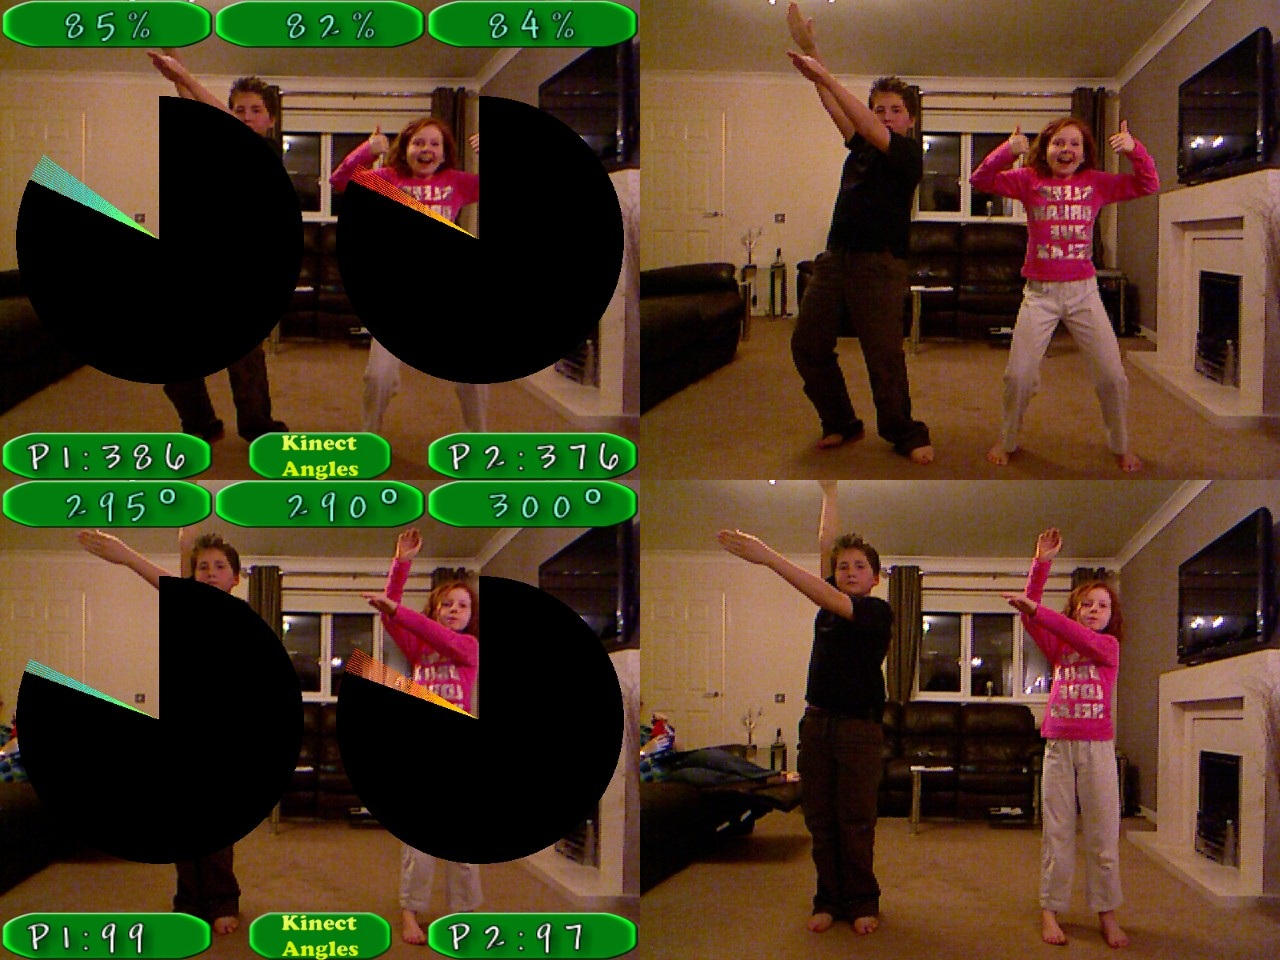 85% 82% 84%
P1:386 Kinect Angles P2:376
295° 290° 300°
P1:99 Kinect Angles P2:97